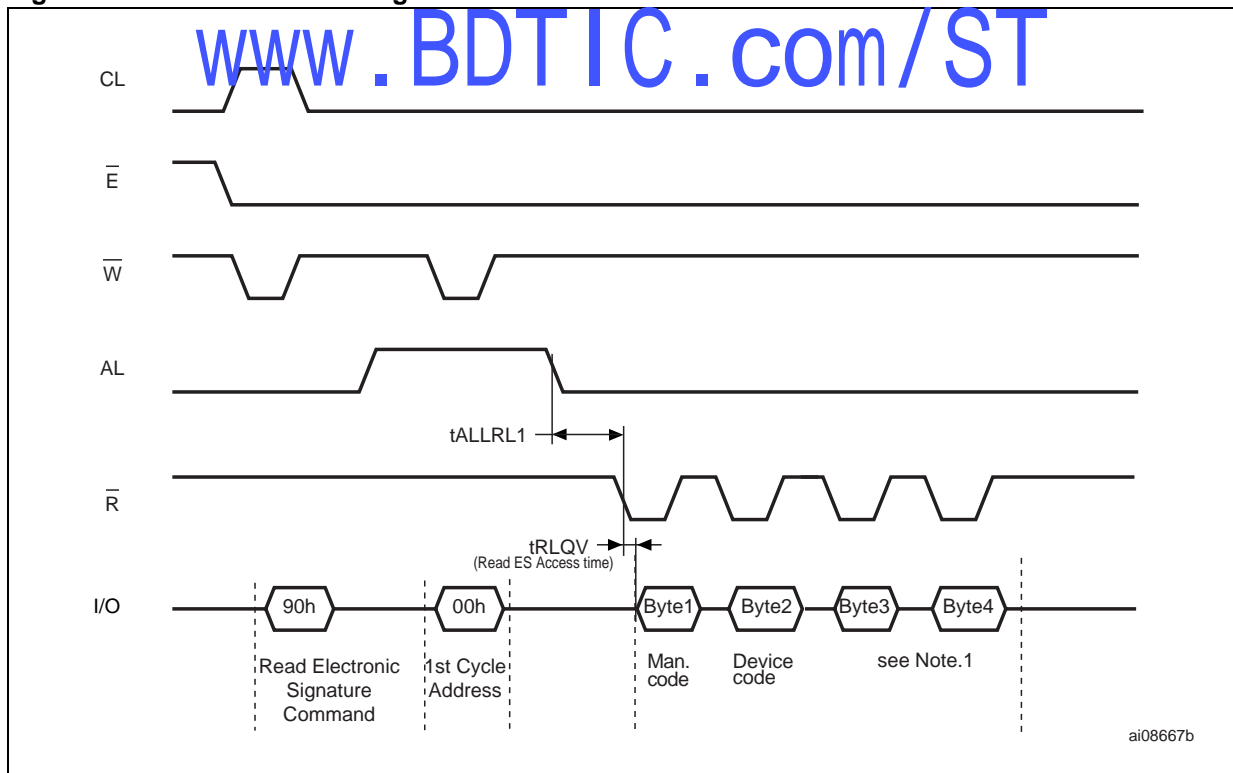 www.BDTIC.com/ST
CL
E
W
AL
tALLRL1
R
tRLQV
(Read ES Access time)
I/O
90h
00h
Byte1
Byte2
Byte3
Byte4
Read Electronic
Signature
Command
1st Cycle
Address
Man.
code
Device
code
see Note.1
ai08667b